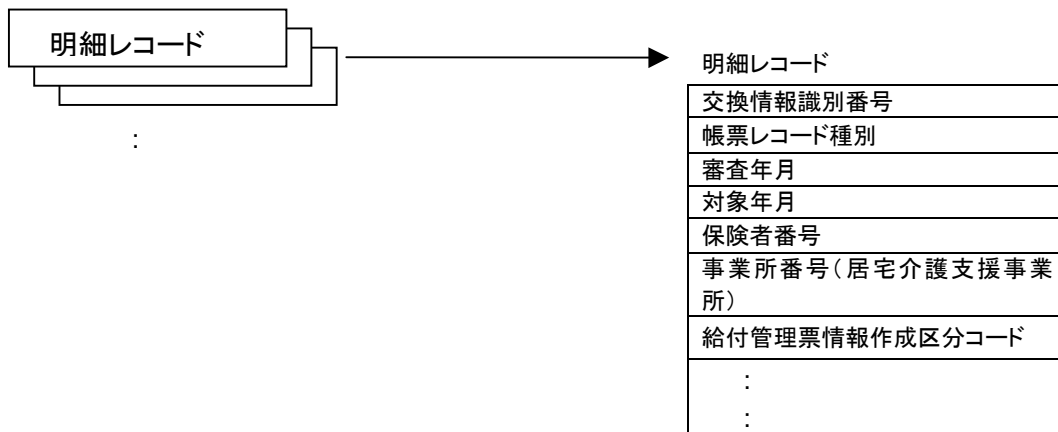 明細レコード
:
明細レコード
交換情報識別番号
帳票レコード種別
審査年月
対象年月
保険者番号
事業所番号(居宅介護支援事業
所)
給付管理票情報作成区分コード
:
: